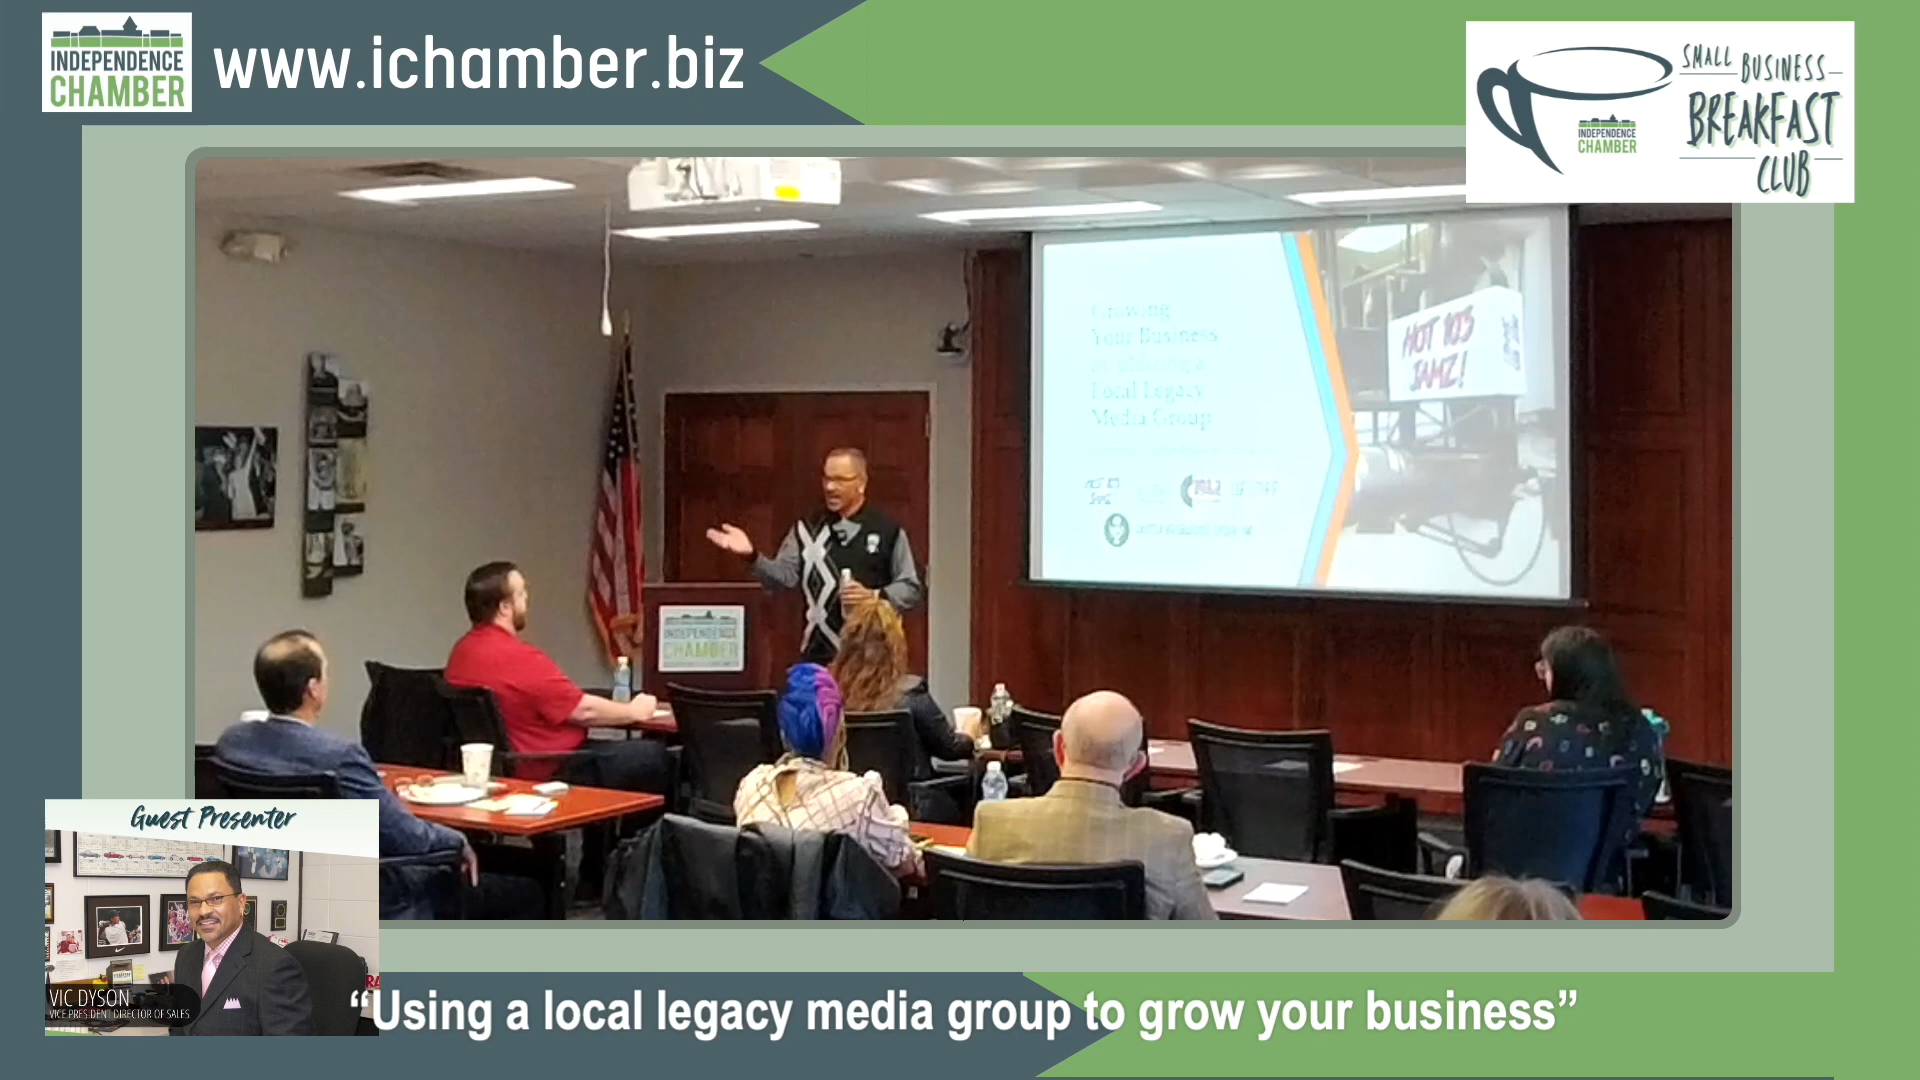 INDEPENDENCE
CHAMBER
www.ichamber.biz
SMALL
BUSINESS
BREAKFAST
CLUB
INDEPENDENCE
CHAMBER
Growing
Your Business
Local Legacy
Media Group
HOT 103
JAMZ!
INDEPENDENCE
CHAMBER
Guest Presenter
VIC DYSON
VICE PRESIDENT DIRECTOR OF SALES
“Using a local legacy media group to grow your business”